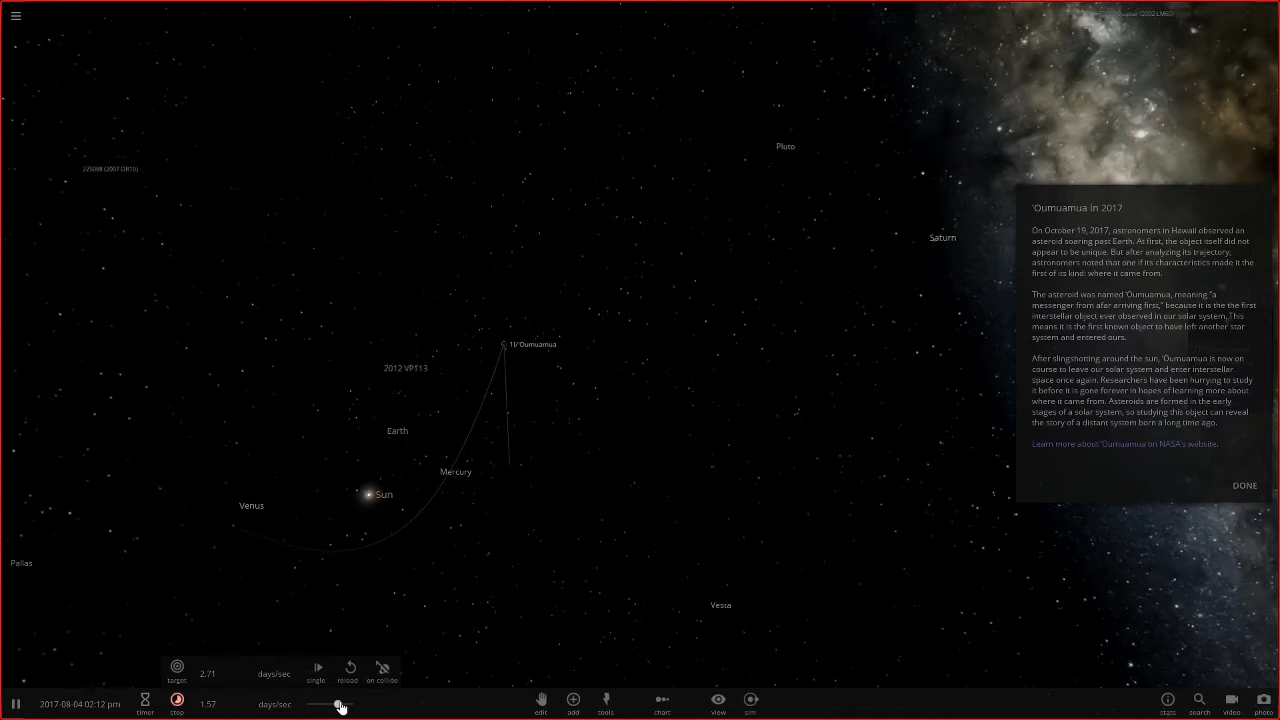 Pluto
225088 (2007 OR10)
'Oumuamua in 2017
On October 19, 2017, astronomers in Hawaii observed an
asteroid soaring past Earth. At first, the object itself did not
appear to be unique. But after analyzing its trajectory,
astronomers noted that one if its characteristics made it the
first of its kind: where it came from.
The asteroid was named 'Oumuamua, meaning "a
messenger from afar arriving first," because it is the the first
interstellar object ever observed in our solar system. This
means it is the first known object to have left another star
system and entered ours.
After slingshotting around the sun, 'Oumuamua is now on
course to leave our solar system and enter interstellar
space once again. Researchers have been hurrying to study
it before it is gone forever in hopes of learning more about
where it came from. Asteroids are formed in the early
stages of a solar system, so studying this object can reveal
the story of a distant system born a long time ago.
Learn more about 'Oumuamua on NASA's website.
DONE
Saturn
1I/'Oumuamua
2012 VP113
Earth
Mercury
Sun
Venus
Pallas
Vesta
target
2.71 days/sec
single
reload
on collide
2017-08-04 02:12 pm
timer
step
1.57 days/sec
edit
add
tools
chart
view
sim
stats
search
video
photo